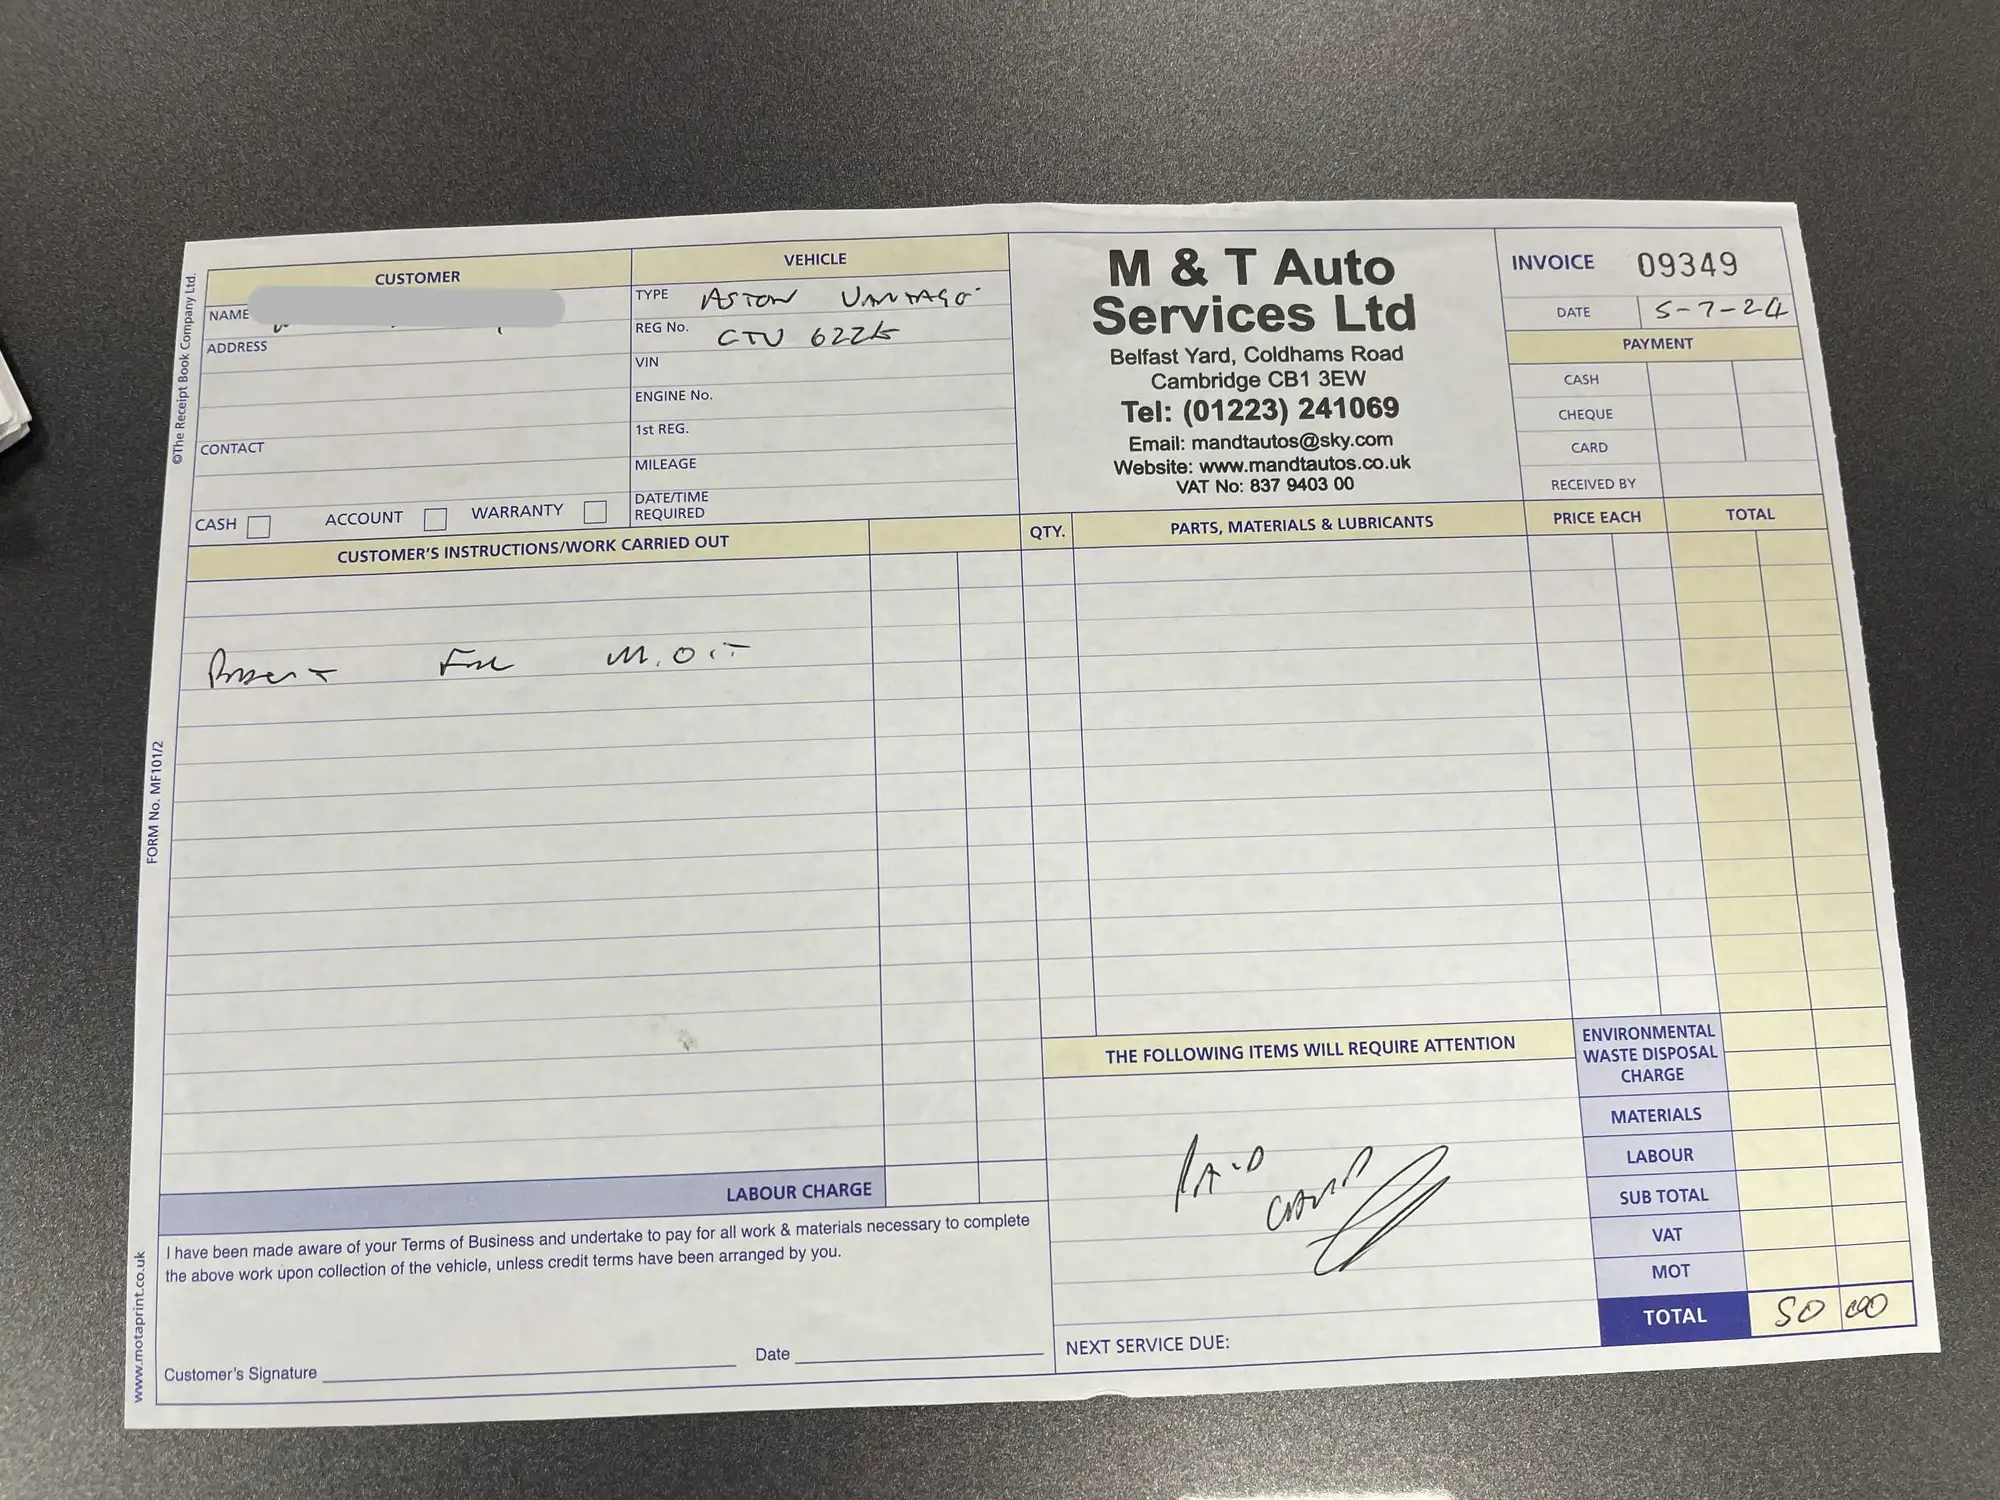 ©The Receipt Book Company Ltd.
FORM No. MF101/2
www.motaprint.co.uk
CUSTOMER
NAME
ADDRESS
CONTACT
CASH
ACCOUNT
WARRANTY
VEHICLE
TYPE ASTON VANTAGE
REG No. CTU
VIN
ENGINE No.
1st REG.
MILEAGE
DATE/TIME
REQUIRED
M & T Auto
Services Ltd
Belfast Yard, Coldhams Road
Cambridge CB1 3EW
Tel: (01223) 241069
Email: mandtautos@sky.com
Website: www.mandtautos.co.uk
VAT No: 837 9403 00
INVOICE 09349
DATE 5-7-24
PAYMENT
CASH
CHEQUE
CARD
RECEIVED BY
CUSTOMER'S INSTRUCTIONS/WORK CARRIED OUT
Present For M.O.T
LABOUR CHARGE
I have been made aware of your Terms of Business and undertake to pay for all work & materials necessary to complete
the above work upon collection of the vehicle, unless credit terms have been arranged by you.
Customer's Signature
Date
QTY.
PARTS, MATERIALS & LUBRICANTS
PRICE EACH
TOTAL
THE FOLLOWING ITEMS WILL REQUIRE ATTENTION
PAID
CARD
NEXT SERVICE DUE:
ENVIRONMENTAL
WASTE DISPOSAL
CHARGE
MATERIALS
LABOUR
SUB TOTAL
VAT
MOT
TOTAL 50 00